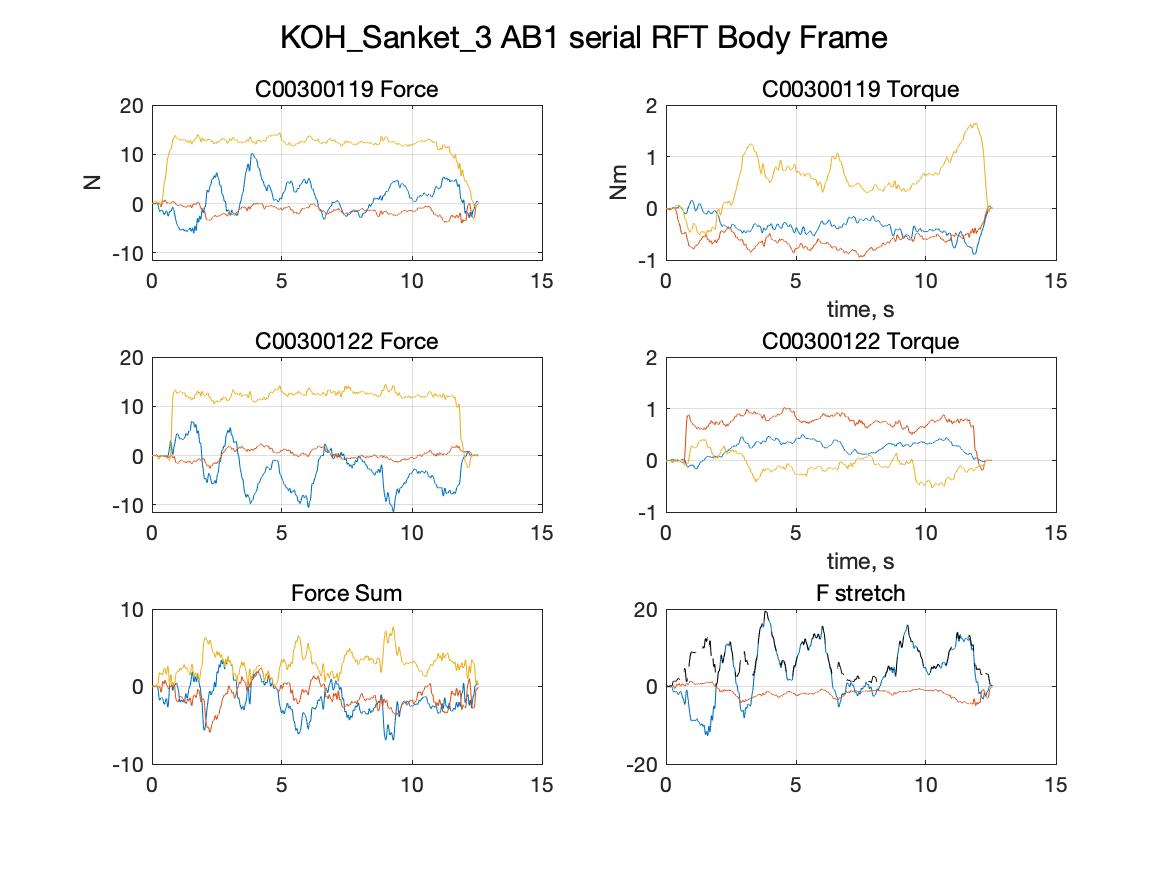 KOH_Sanket_3 AB1 serial RFT Body Frame
C00300119 Force
20
10
0
-10
N
0 5 10 15
C00300119 Torque
2
1
0
-1
Nm
0 5 10 15
time, s
C00300122 Force
20
10
0
-10
0 5 10 15
C00300122 Torque
2
1
0
-1
0 5 10 15
time, s
Force Sum
10
0
-10
0 5 10 15
F stretch
20
0
-20
0 5 10 15